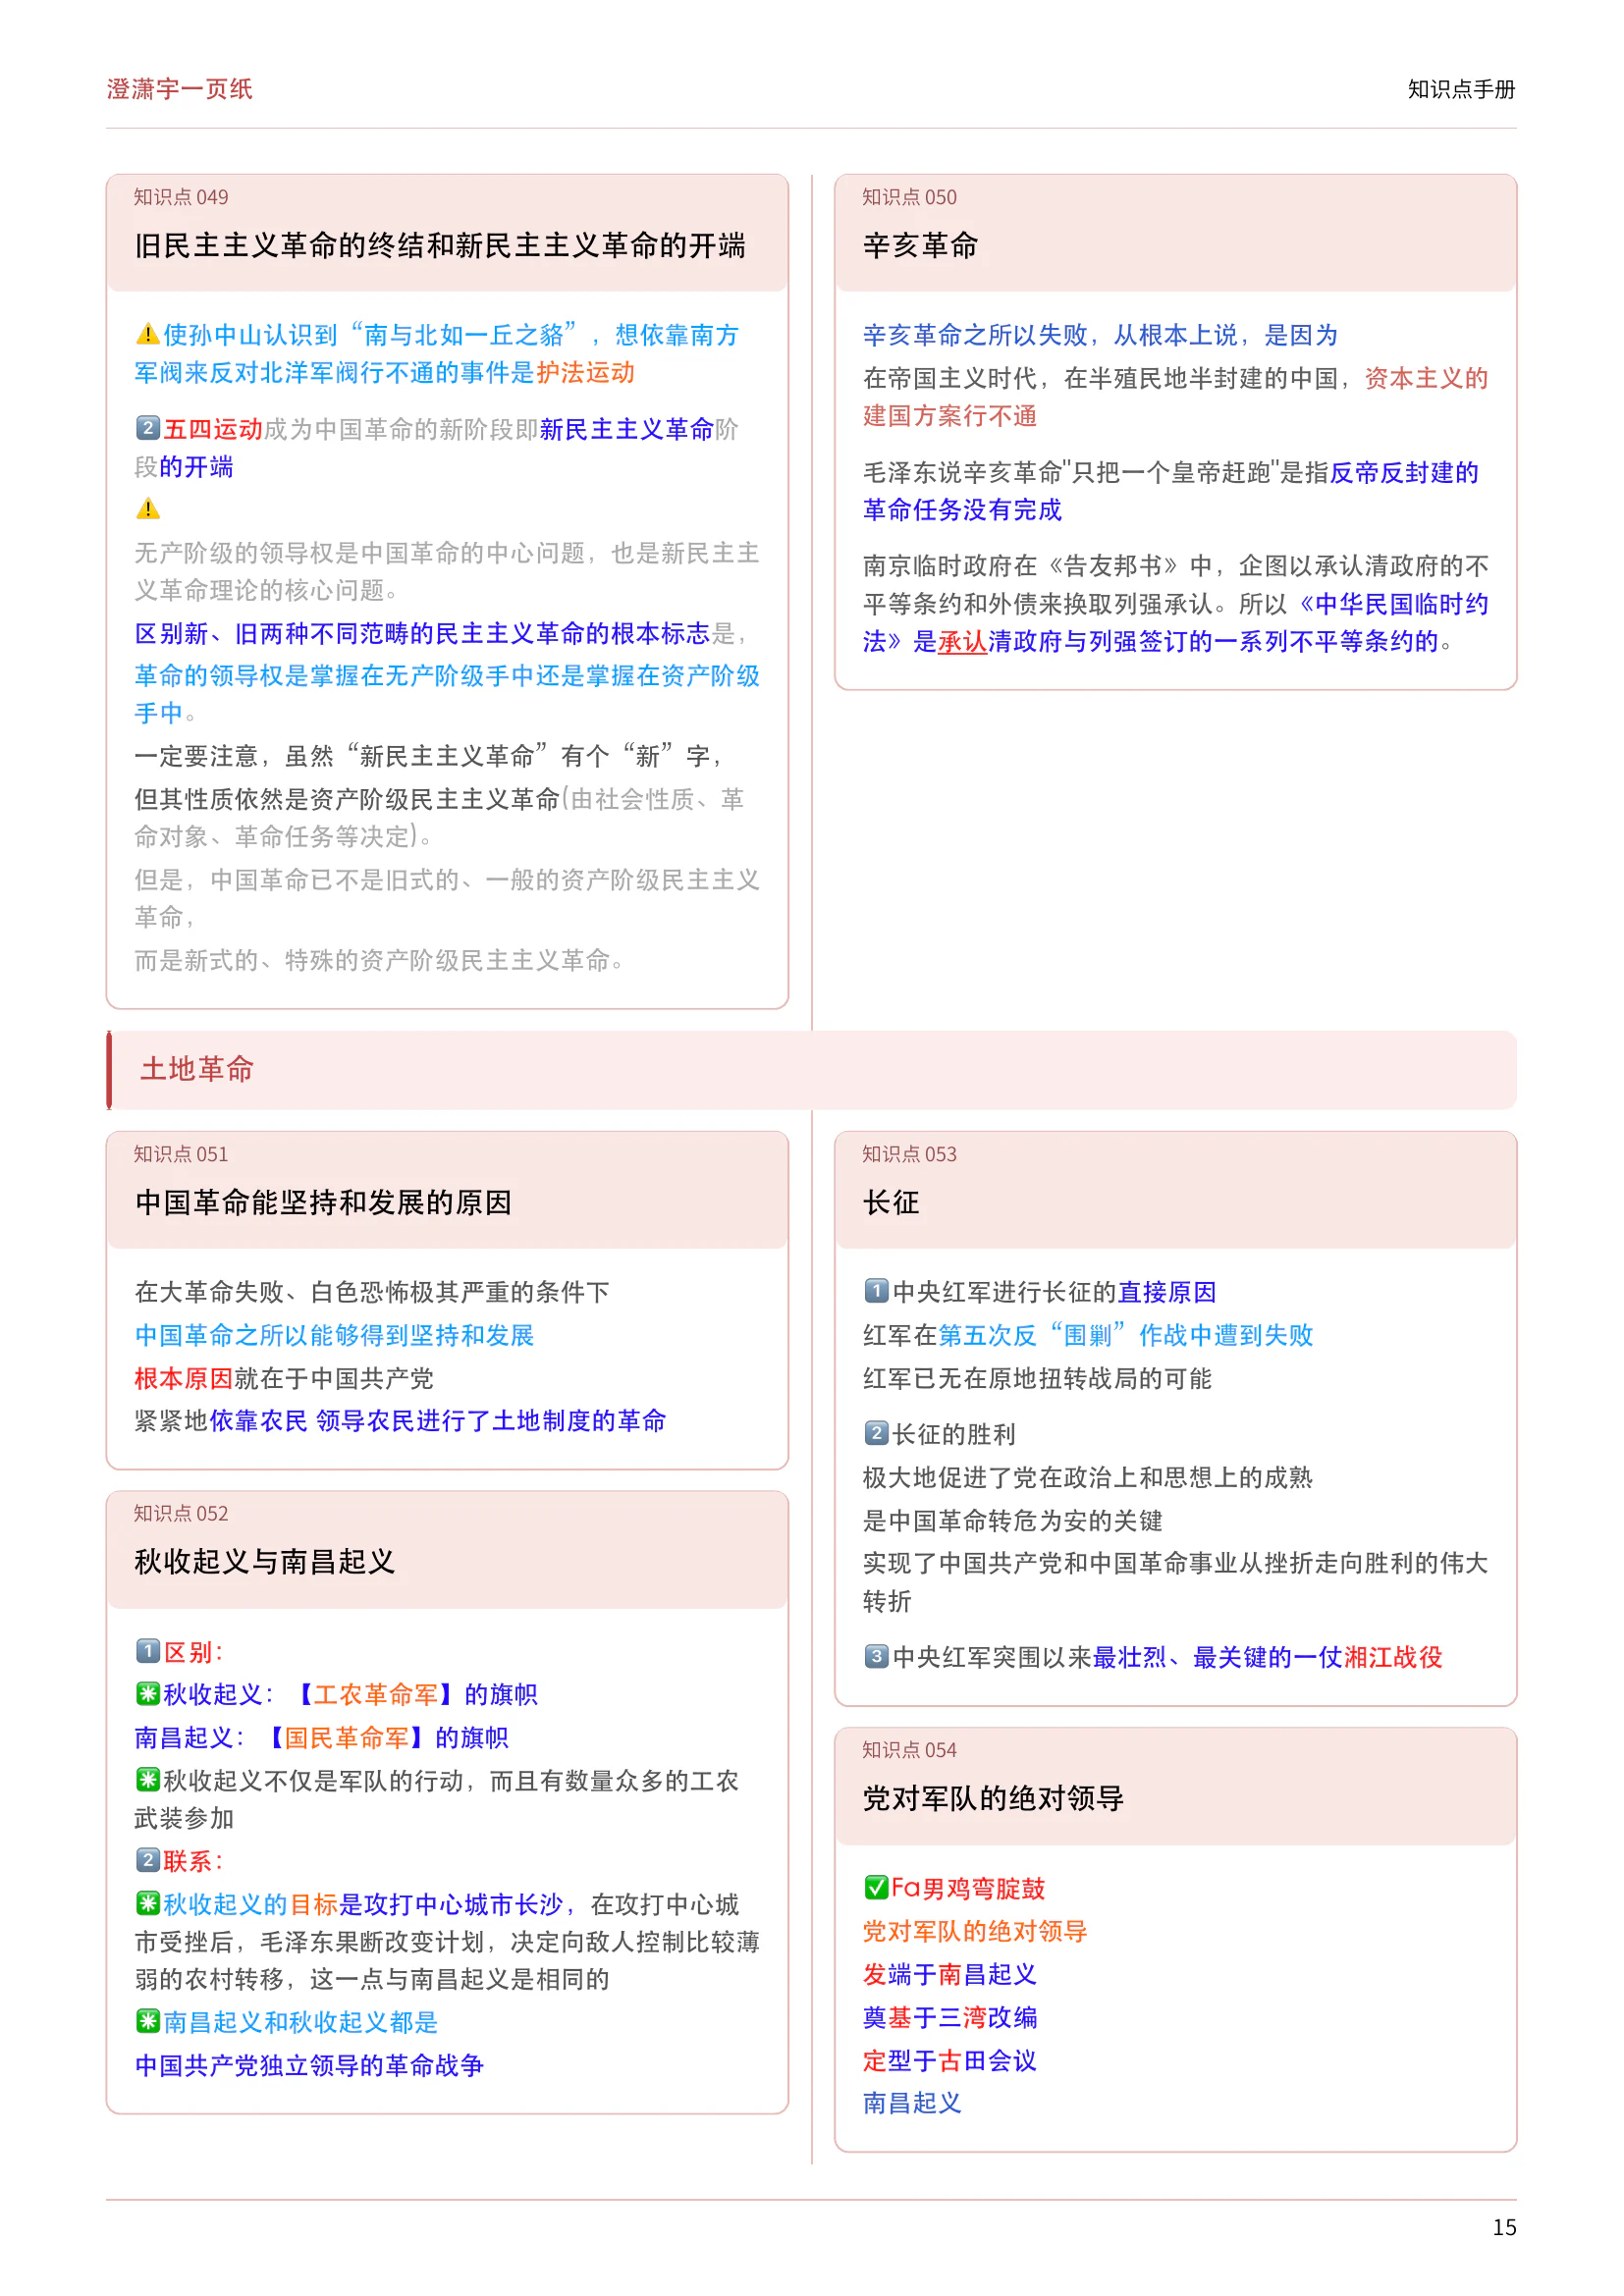 澄潇宇一页纸
知识点手册
知识点 049
旧民主主义革命的终结和新民主主义革命的开端
⚠️使孙中山认识到“南与北如一丘之貉”，想依靠南方
军阀来反对北洋军阀行不通的事件是护法运动
2️⃣五四运动成为中国革命的新阶段即新民主主义革命阶
段的开端
⚠️
无产阶级的领导权是中国革命的中心问题，也是新民主主
义革命理论的核心问题。
区别新、旧两种不同范畴的民主主义革命的根本标志是，
革命的领导权是掌握在无产阶级手中还是掌握在资产阶级
手中。
一定要注意，虽然“新民主主义革命”有个“新”字，
但其性质依然是资产阶级民主主义革命(由社会性质、革
命对象、革命任务等决定)。
但是，中国革命已不是旧式的、一般的资产阶级民主主义
革命，
而是新式的、特殊的资产阶级民主主义革命。
知识点 050
辛亥革命
辛亥革命之所以失败，从根本上说，是因为
在帝国主义时代，在半殖民地半封建的中国，资本主义的
建国方案行不通
毛泽东说辛亥革命"只把一个皇帝赶跑"是指反帝反封建的
革命任务没有完成
南京临时政府在《告友邦书》中，企图以承认清政府的不
平等条约和外债来换取列强承认。所以《中华民国临时约
法》是承认清政府与列强签订的一系列不平等条约的。
土地革命
知识点 051
中国革命能坚持和发展的原因
在大革命失败、白色恐怖极其严重的条件下
中国革命之所以能够得到坚持和发展
根本原因就在于中国共产党
紧紧地依靠农民 领导农民进行了土地制度的革命
知识点 052
秋收起义与南昌起义
1️⃣区别：
✳️秋收起义：【工农革命军】的旗帜
南昌起义：【国民革命军】的旗帜
✳️秋收起义不仅是军队的行动，而且有数量众多的工农
武装参加
2️⃣联系：
✳️秋收起义的目标是攻打中心城市长沙，在攻打中心城
市受挫后，毛泽东果断改变计划，决定向敌人控制比较薄
弱的农村转移，这一点与南昌起义是相同的
✳️南昌起义和秋收起义都是
中国共产党独立领导的革命战争
知识点 053
长征
1️⃣中央红军进行长征的直接原因
红军在第五次反“围剿”作战中遭到失败
红军已无在原地扭转战局的可能
2️⃣长征的胜利
极大地促进了党在政治上和思想上的成熟
是中国革命转危为安的关键
实现了中国共产党和中国革命事业从挫折走向胜利的伟大
转折
3️⃣中央红军突围以来最壮烈、最关键的一仗湘江战役
知识点 054
党对军队的绝对领导
✅Fa男鸡弯腚鼓
党对军队的绝对领导
发端于南昌起义
奠基于三湾改编
定型于古田会议
南昌起义
15